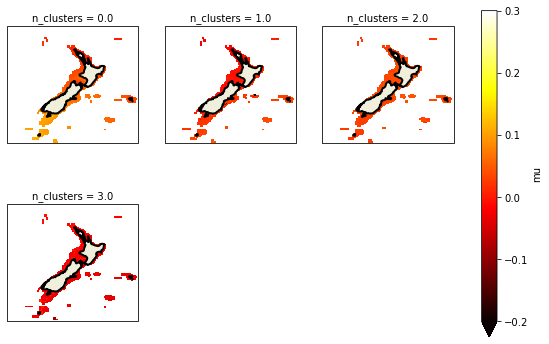 n_clusters = 0.0
n_clusters = 1.0
n_clusters = 2.0
n_clusters = 3.0
0.3
0.2
0.1
0.0
−0.1
−0.2
mu